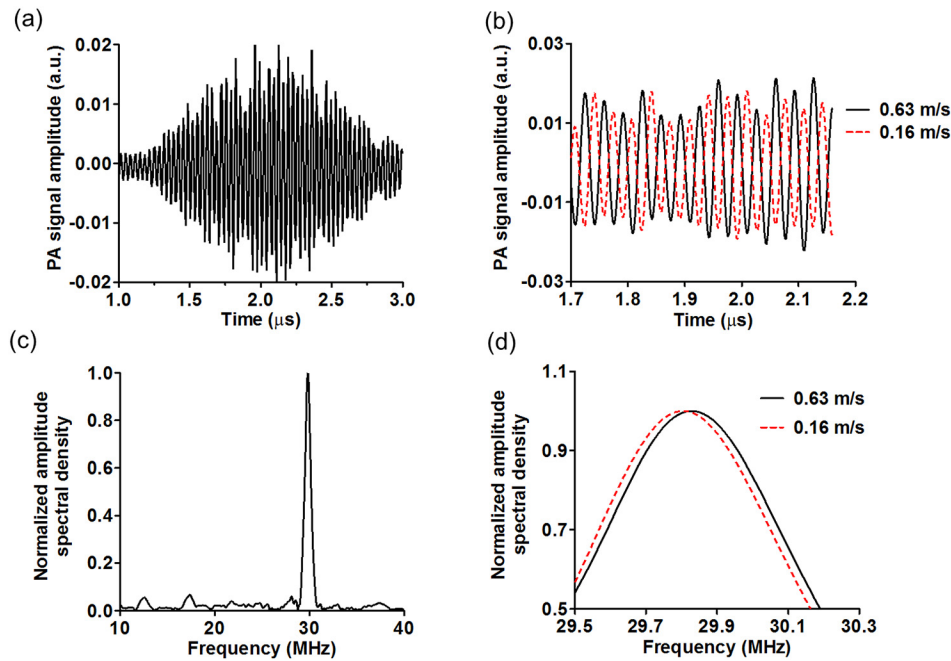 (a)
PA signal amplitude (a.u.)
0.02
0.01
0.00
-0.01
-0.02
1.0 1.5 2.0 2.5 3.0
Time (μs)
(b)
PA signal amplitude (a.u.)
0.03
0.01
-0.01
-0.03
1.7 1.8 1.9 2.0 2.1 2.2
Time (μs)
0.63 m/s
0.16 m/s
(c)
Normalized amplitude
spectral density
1.0
0.8
0.6
0.4
0.2
0.0
10 20 30 40
Frequency (MHz)
(d)
Normalized amplitude
spectral density
1.1
0.9
0.7
0.5
29.5 29.7 29.9 30.1 30.3
Frequency (MHz)
0.63 m/s
0.16 m/s